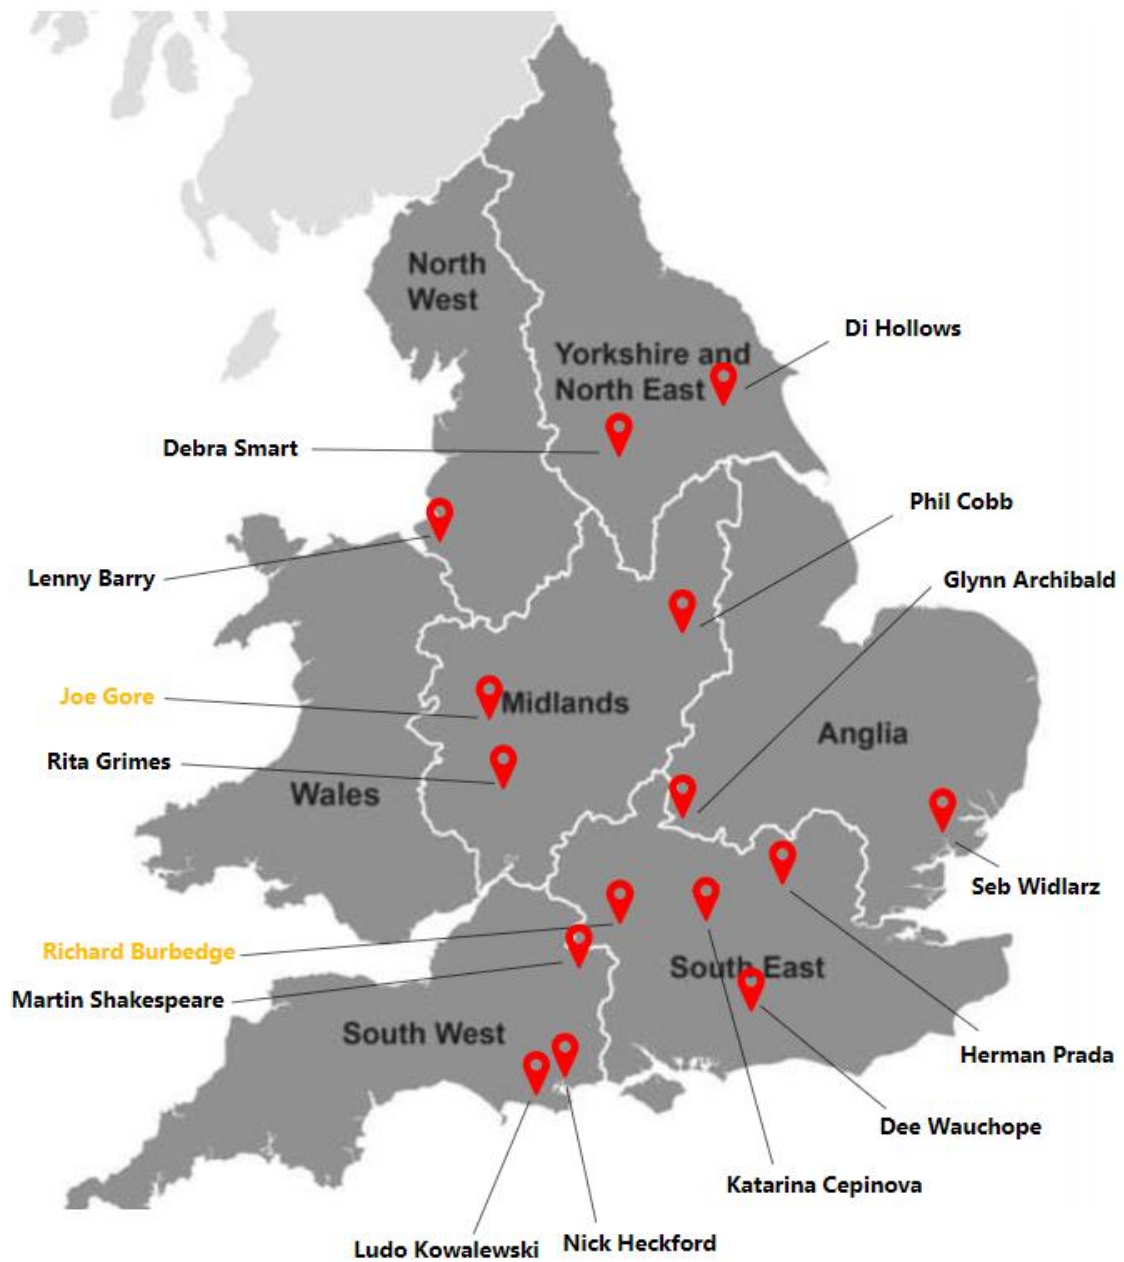 North
West
Di Hollows
Yorkshire and
North East
Debra Smart
Phil Cobb
Lenny Barry
Glynn Archibald
Joe Gore
Midlands
Anglia
Rita Grimes
Wales
Seb Widlarz
Richard Burbedge
South East
Martin Shakespeare
South West
Herman Prada
Dee Wauchope
Katarina Cepinova
Ludo Kowalewski
Nick Heckford